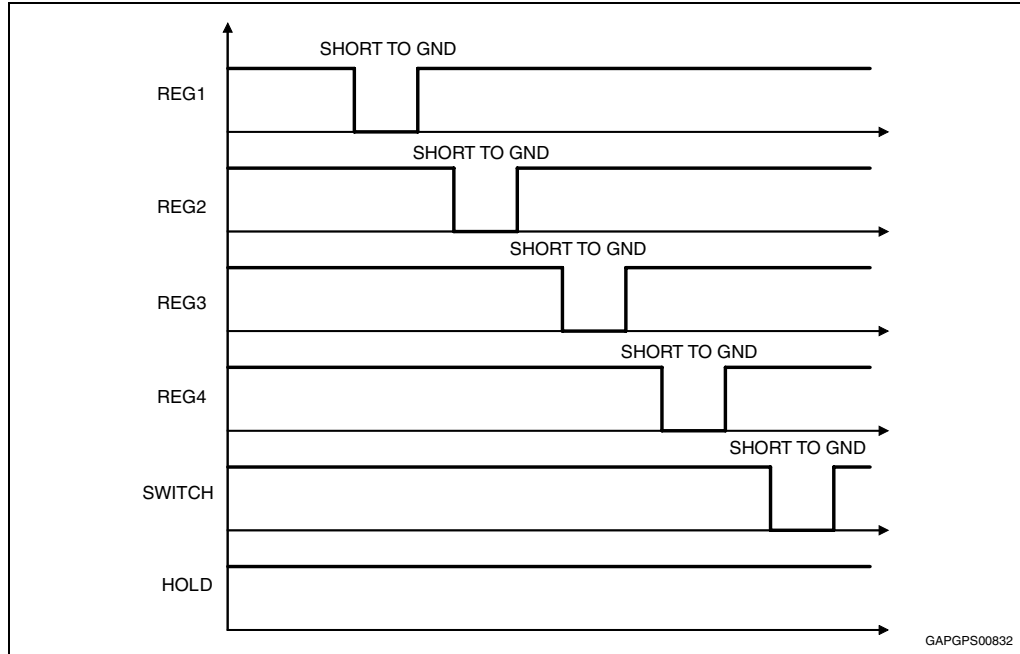 SHORT TO GND
REG1
SHORT TO GND
REG2
SHORT TO GND
REG3
SHORT TO GND
REG4
SHORT TO GND
SWITCH
HOLD
GAPGPS00832